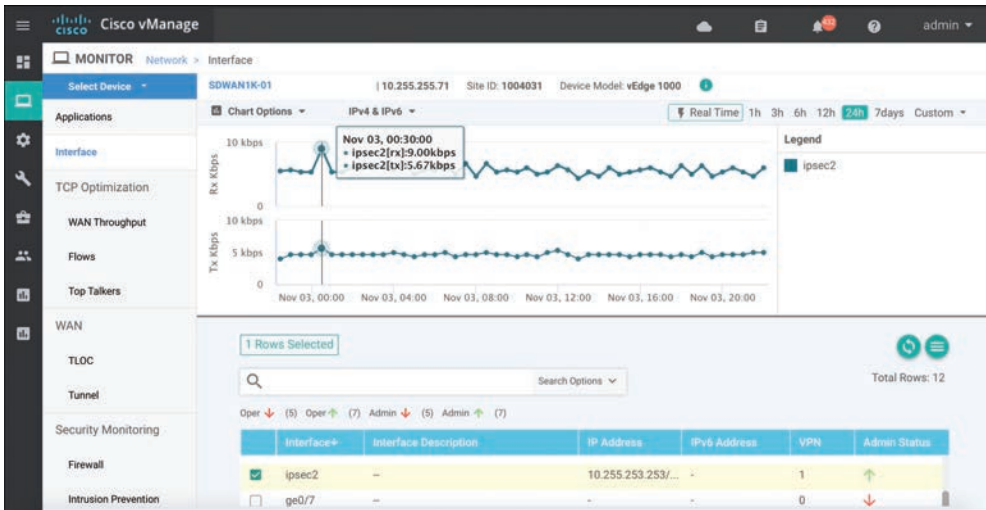 cisco Cisco vManage
432
admin
MONITOR Network > Interface
Select Device
SDWAN1K-01 | 10.255.255.71 Site ID: 1004031 Device Model: vEdge 1000
Applications
Interface
TCP Optimization
WAN Throughput
Flows
Top Talkers
WAN
TLOC
Tunnel
Security Monitoring
Firewall
Intrusion Prevention
Chart Options IPv4 & IPv6
Real Time 1h 3h 6h 12h 24h 7days Custom
Nov 03, 00:30:00
ipsec2[rx]:9.00kbps
ipsec2[tx]:5.67kbps
Rx Kbps
10 kbps
0
Tx Kbps
10 kbps
5 kbps
0
Nov 03, 00:00 Nov 03, 04:00 Nov 03, 08:00 Nov 03, 12:00 Nov 03, 16:00 Nov 03, 20:00
Legend
ipsec2
1 Rows Selected
Search Options
Total Rows: 12
Oper (5) Oper (7) Admin (5) Admin (7)
Interface Interface Description IP Address IPv6 Address VPN Admin Status
ipsec2 – 10.255.253.253/... - 1
ge0/7 – - - 0